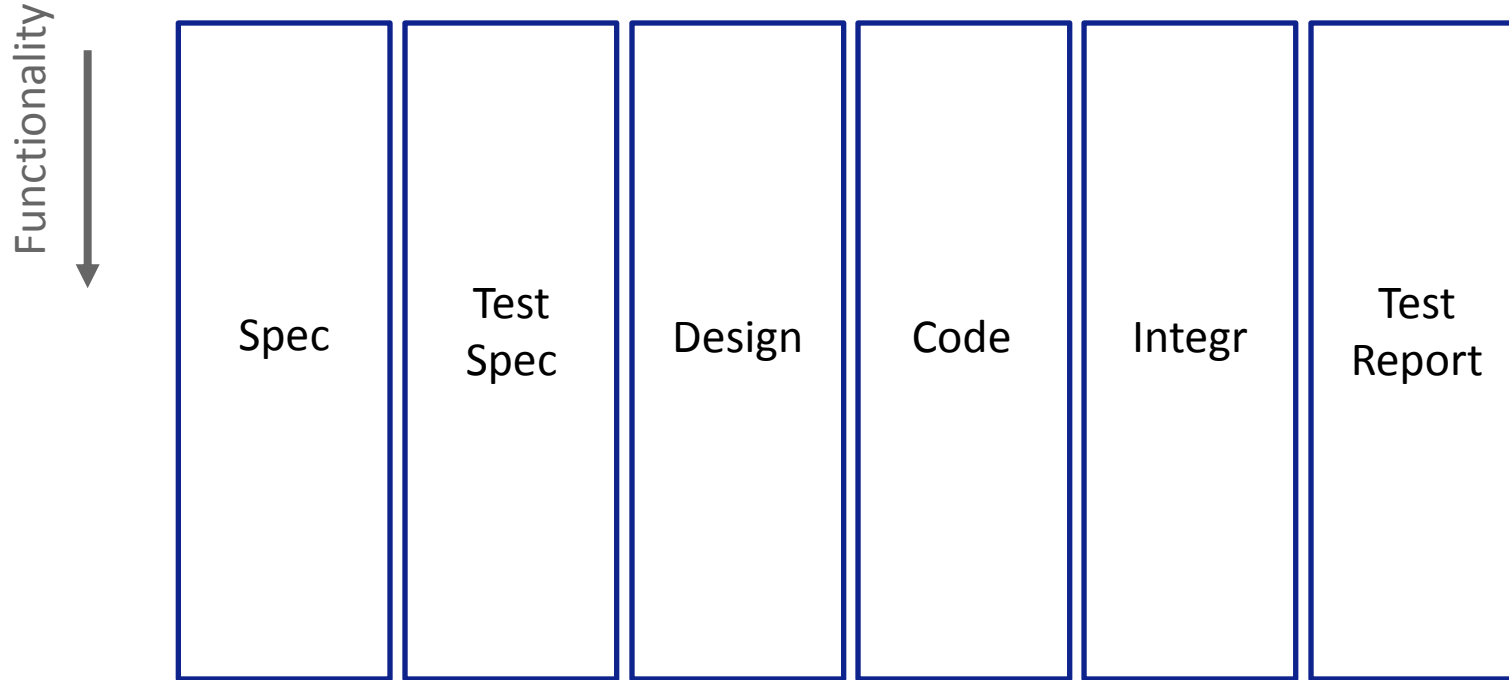 Functionality
Spec
Test
Spec
Design
Code
Integr
Test
Report